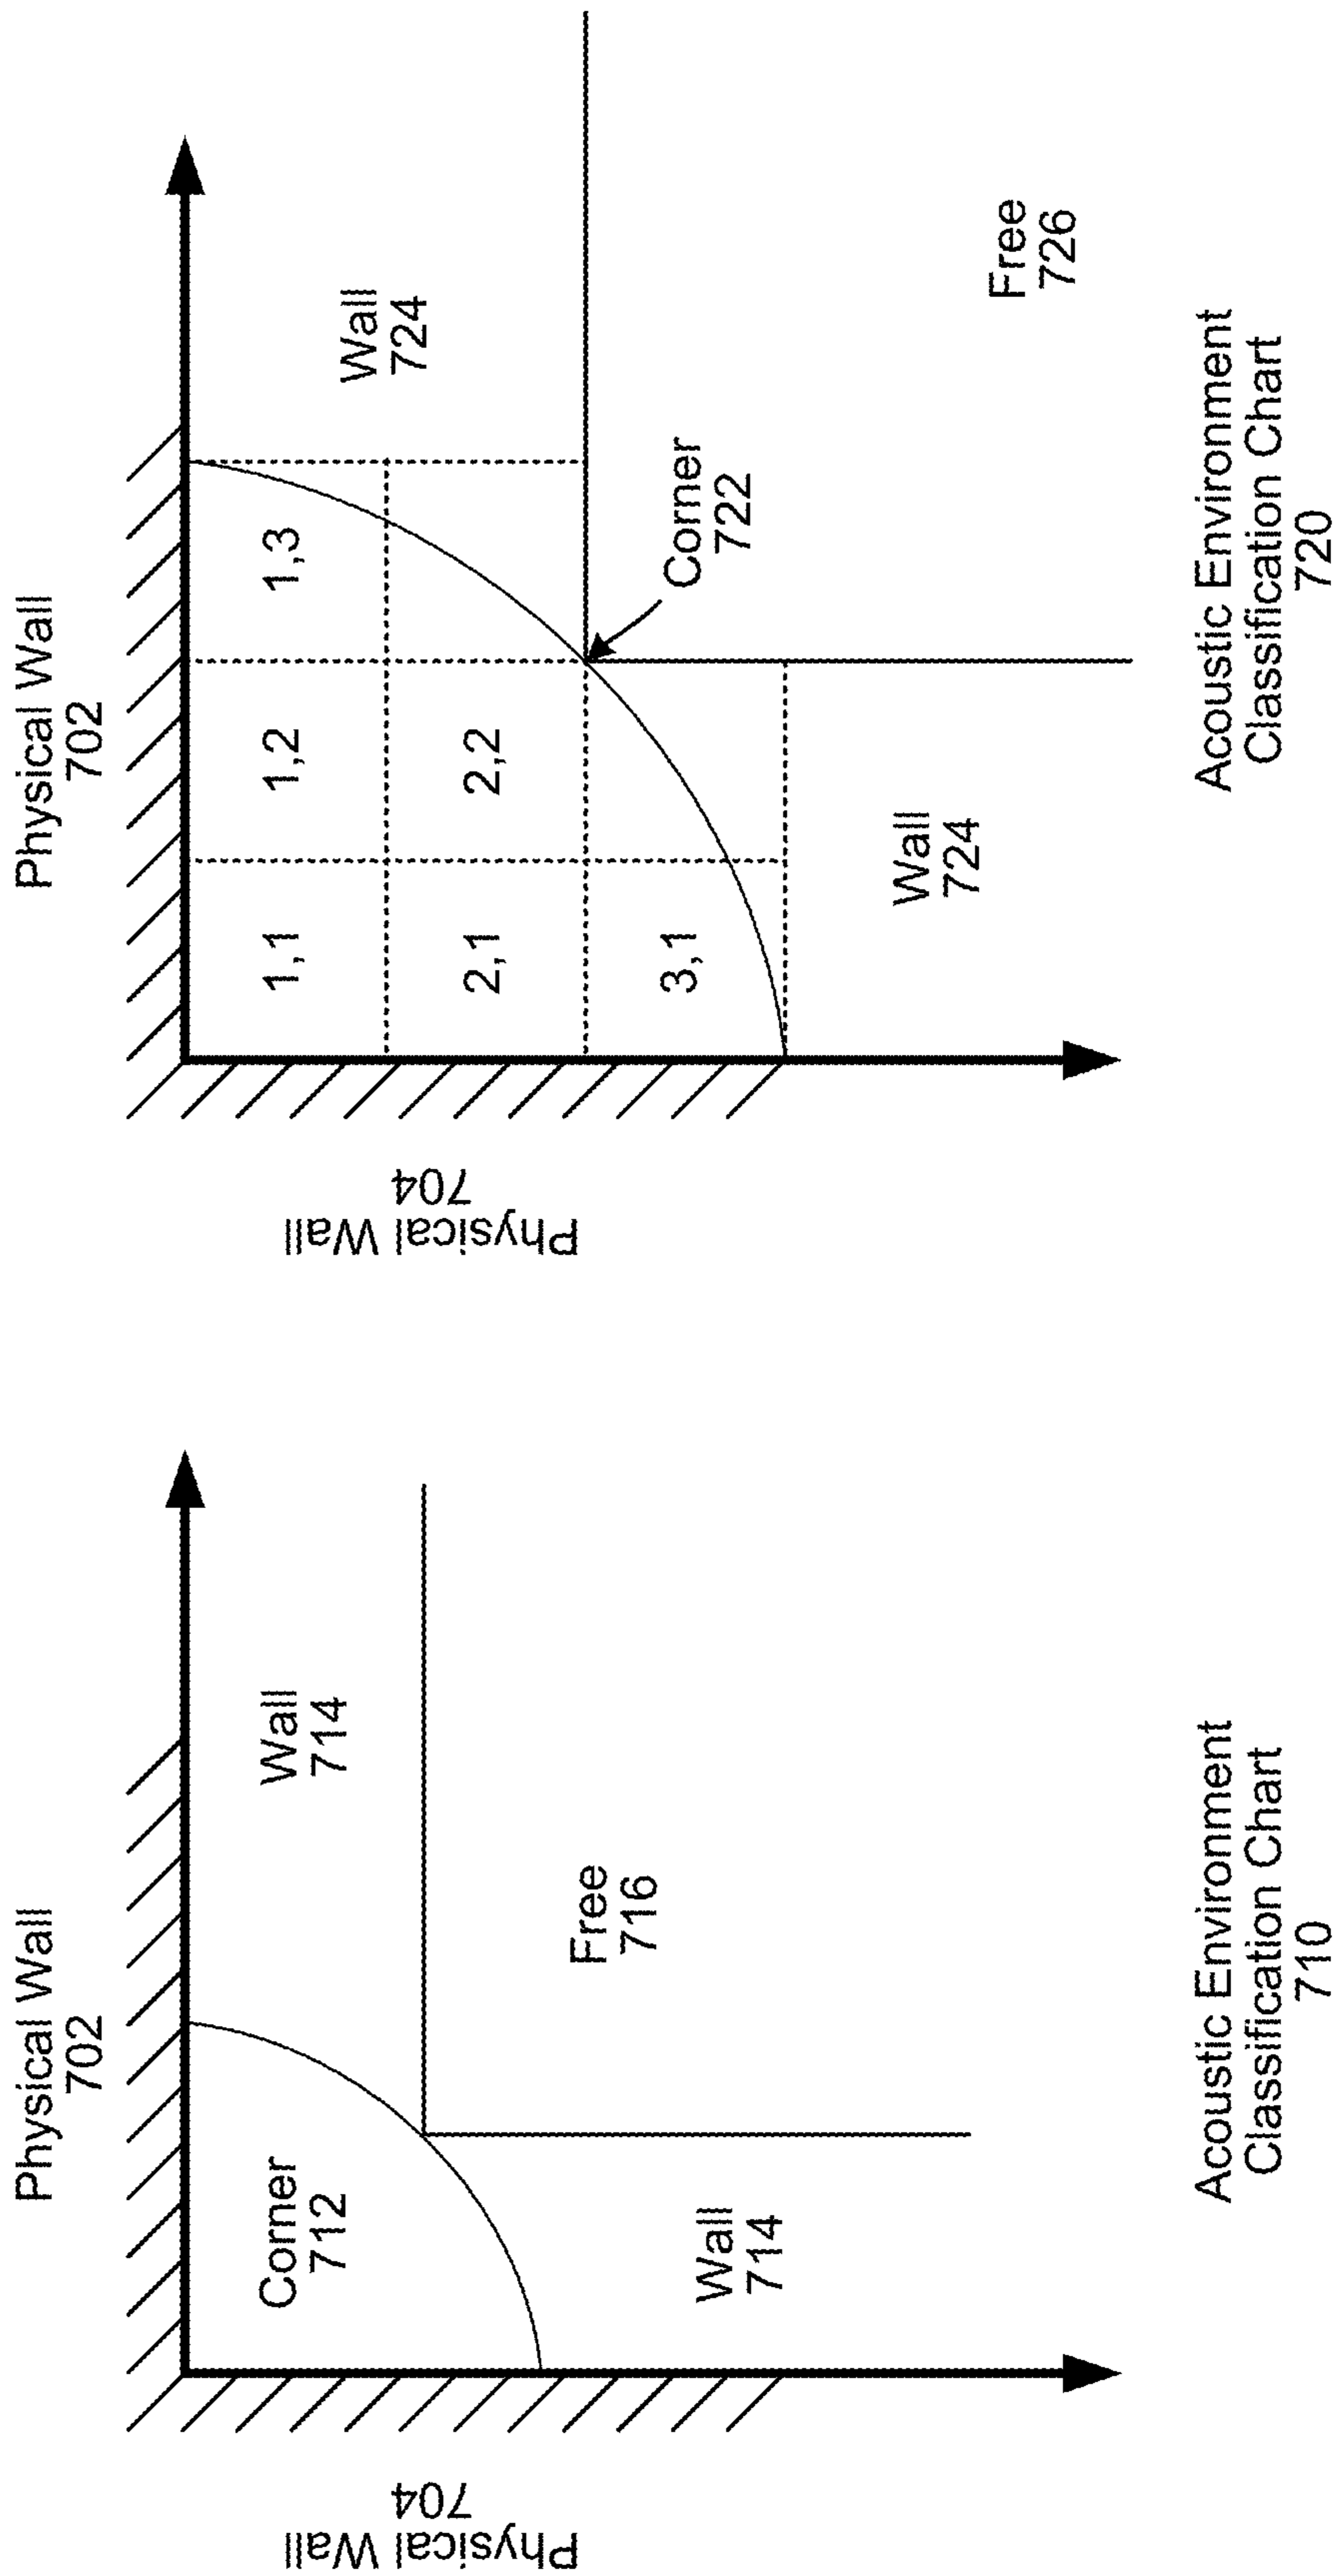 Physical Wall
702
Physical Wall
704
Corner
712
Wall
714
Free
716
Wall
714
Acoustic Environment
Classification Chart
710
Physical Wall
702
Physical Wall
704
1,1
1,2
1,3
Wall
724
2,1
2,2
3,1
Corner
722
Wall
724
Free
726
Acoustic Environment
Classification Chart
720